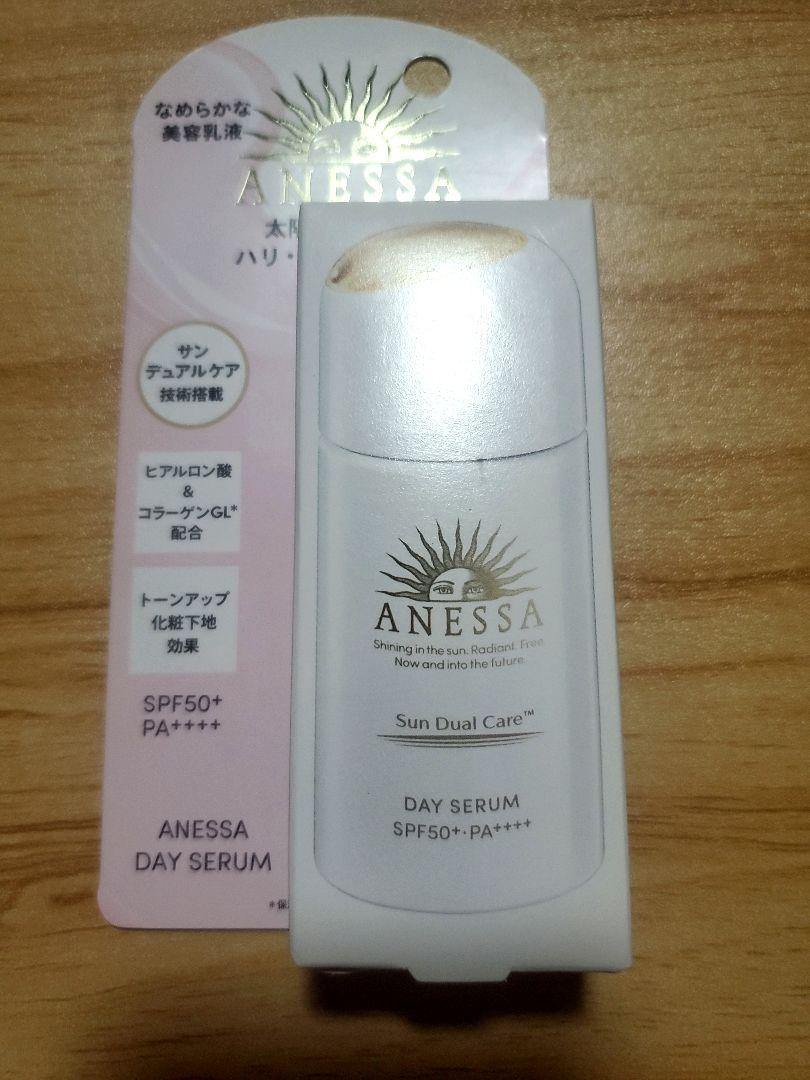 なめらかな
美容乳液
ANESSA
太陽
ハリ・
サン
デュアルケア
技術搭載
ヒアルロン酸
&
コラーゲンGL*
配合
トーンアップ
化粧下地
効果
SPF50+
PA++++
ANESSA
DAY SERUM
*保
ANESSA
Shining in the sun. Radiant. Free.
Now and into the future.
Sun Dual Care™
DAY SERUM
SPF50+・PA++++